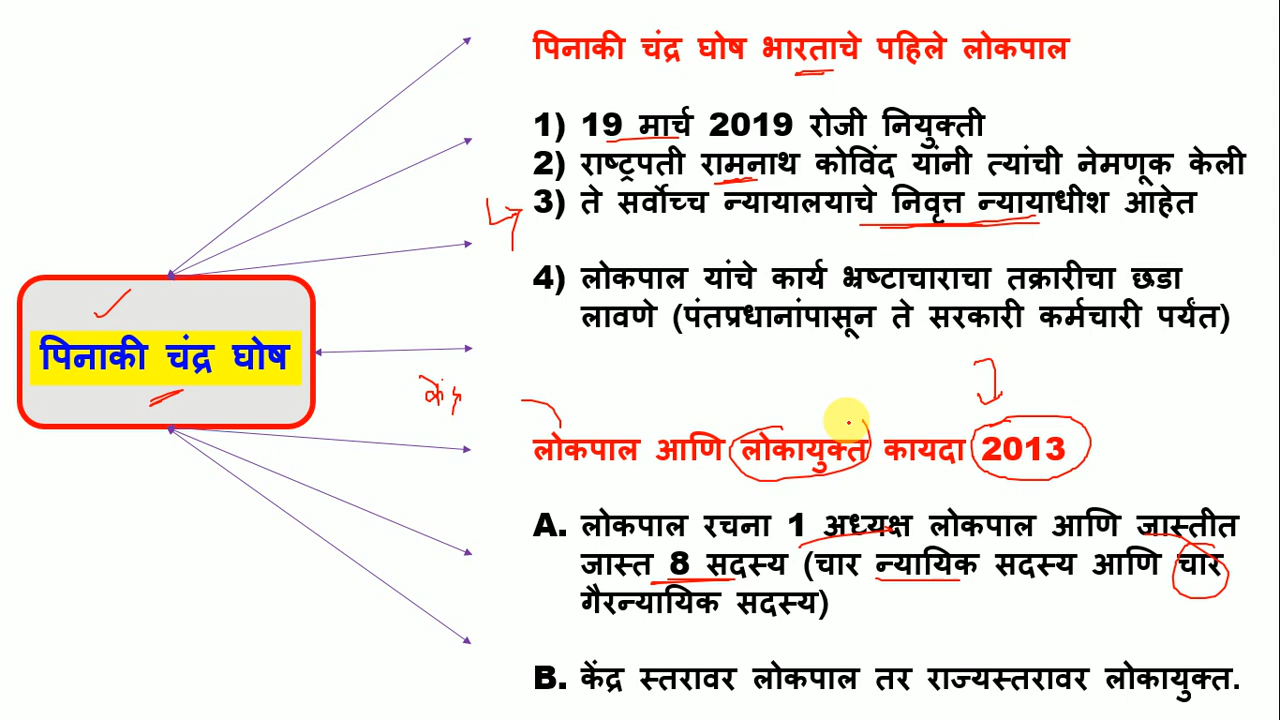 पिनाकी चंद्र घोष भारताचे पहिले लोकपाल
1) 19 मार्च 2019 रोजी नियुक्ती
2) राष्ट्रपती रामनाथ कोविंद यांनी त्यांची नेमणूक केली
3) ते सर्वोच्च न्यायालयाचे निवृत्त न्यायाधीश आहेत
4) लोकपाल यांचे कार्य भ्रष्टाचाराचा तक्रारीचा छडा
लावणे (पंतप्रधानांपासून ते सरकारी कर्मचारी पर्यंत)
पिनाकी चंद्र घोष
केंद्र
लोकपाल आणि लोकायुक्त कायदा 2013
A. लोकपाल रचना 1 अध्यक्ष लोकपाल आणि जास्तीत
जास्त 8 सदस्य (चार न्यायिक सदस्य आणि चार
गैरन्यायिक सदस्य)
B. केंद्र स्तरावर लोकपाल तर राज्यस्तरावर लोकायुक्त.